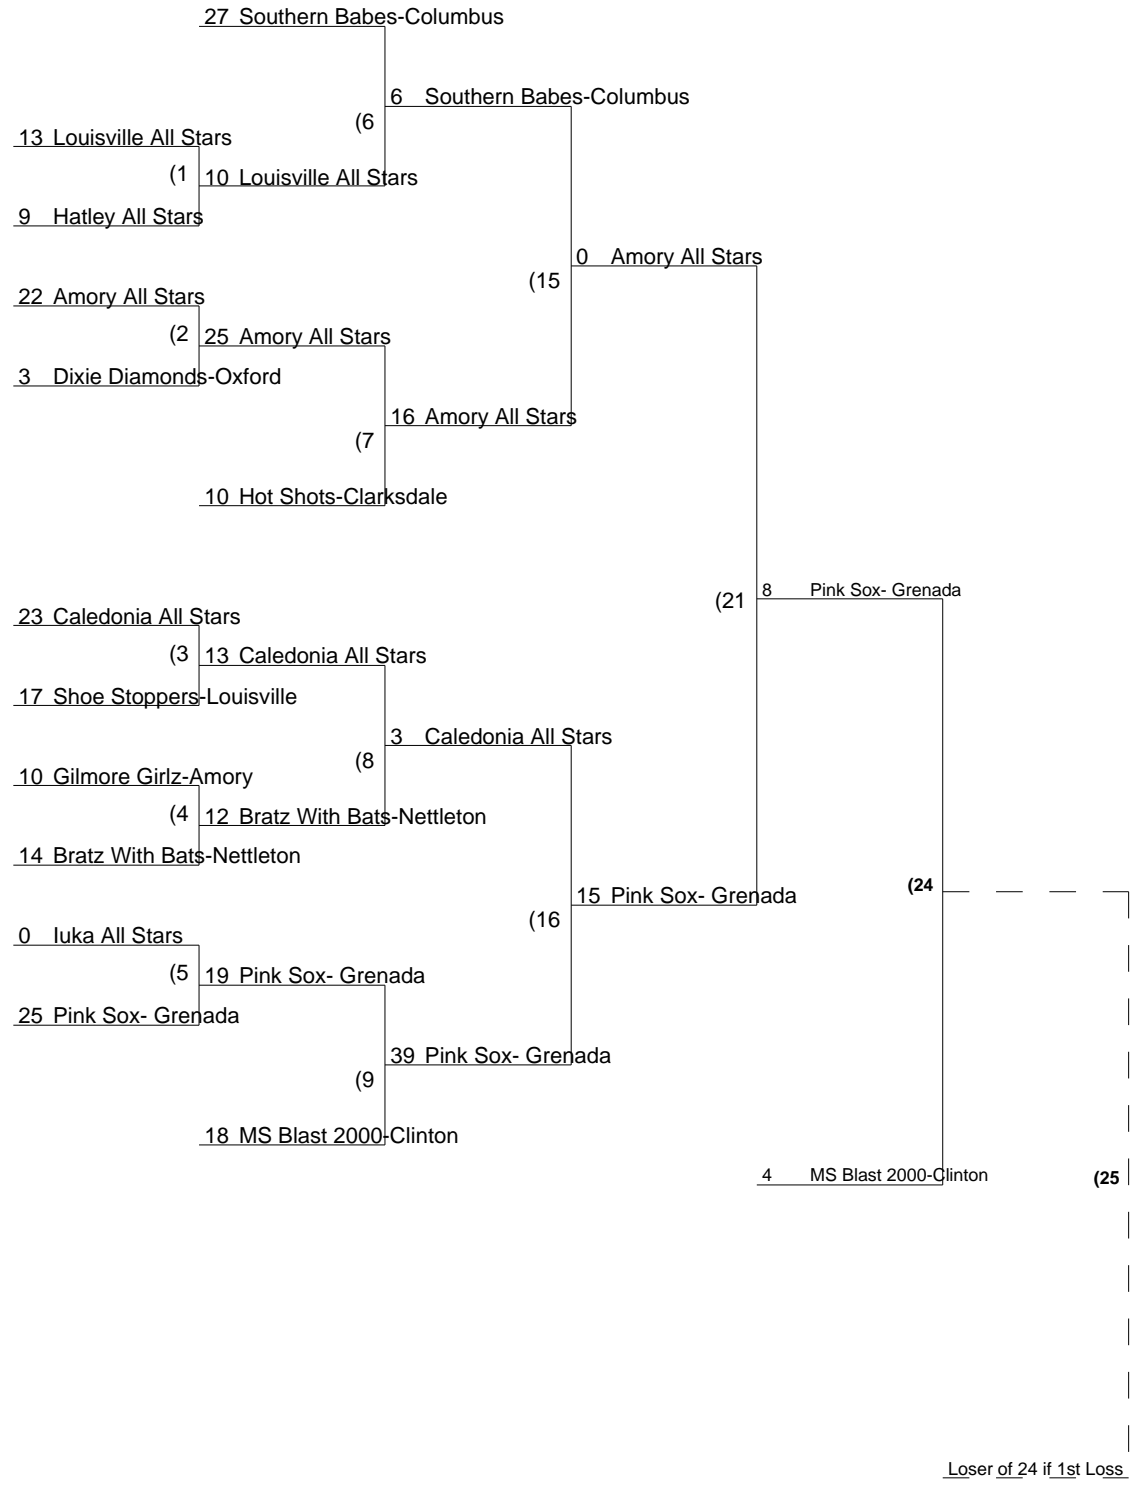 27 Southern Babes-Columbus
6 Southern Babes-Columbus
(6
13 Louisville All Stars
(1
10 Louisville All Stars
9 Hatley All Stars
0 Amory All Stars
(15
22 Amory All Stars
(2
25 Amory All Stars
3 Dixie Diamonds-Oxford
16 Amory All Stars
(7
10 Hot Shots-Clarksdale
8 Pink Sox- Grenada
(21
23 Caledonia All Stars
(3
13 Caledonia All Stars
17 Shoe Stoppers-Louisville
3 Caledonia All Stars
(8
10 Gilmore Girlz-Amory
(4
12 Bratz With Bats-Nettleton
14 Bratz With Bats-Nettleton
(24
15 Pink Sox- Grenada
(16
0 Iuka All Stars
(5
19 Pink Sox- Grenada
25 Pink Sox- Grenada
39 Pink Sox- Grenada
(9
18 MS Blast 2000-Clinton
4 MS Blast 2000-Clinton
(25
Loser of 24 if 1st Loss